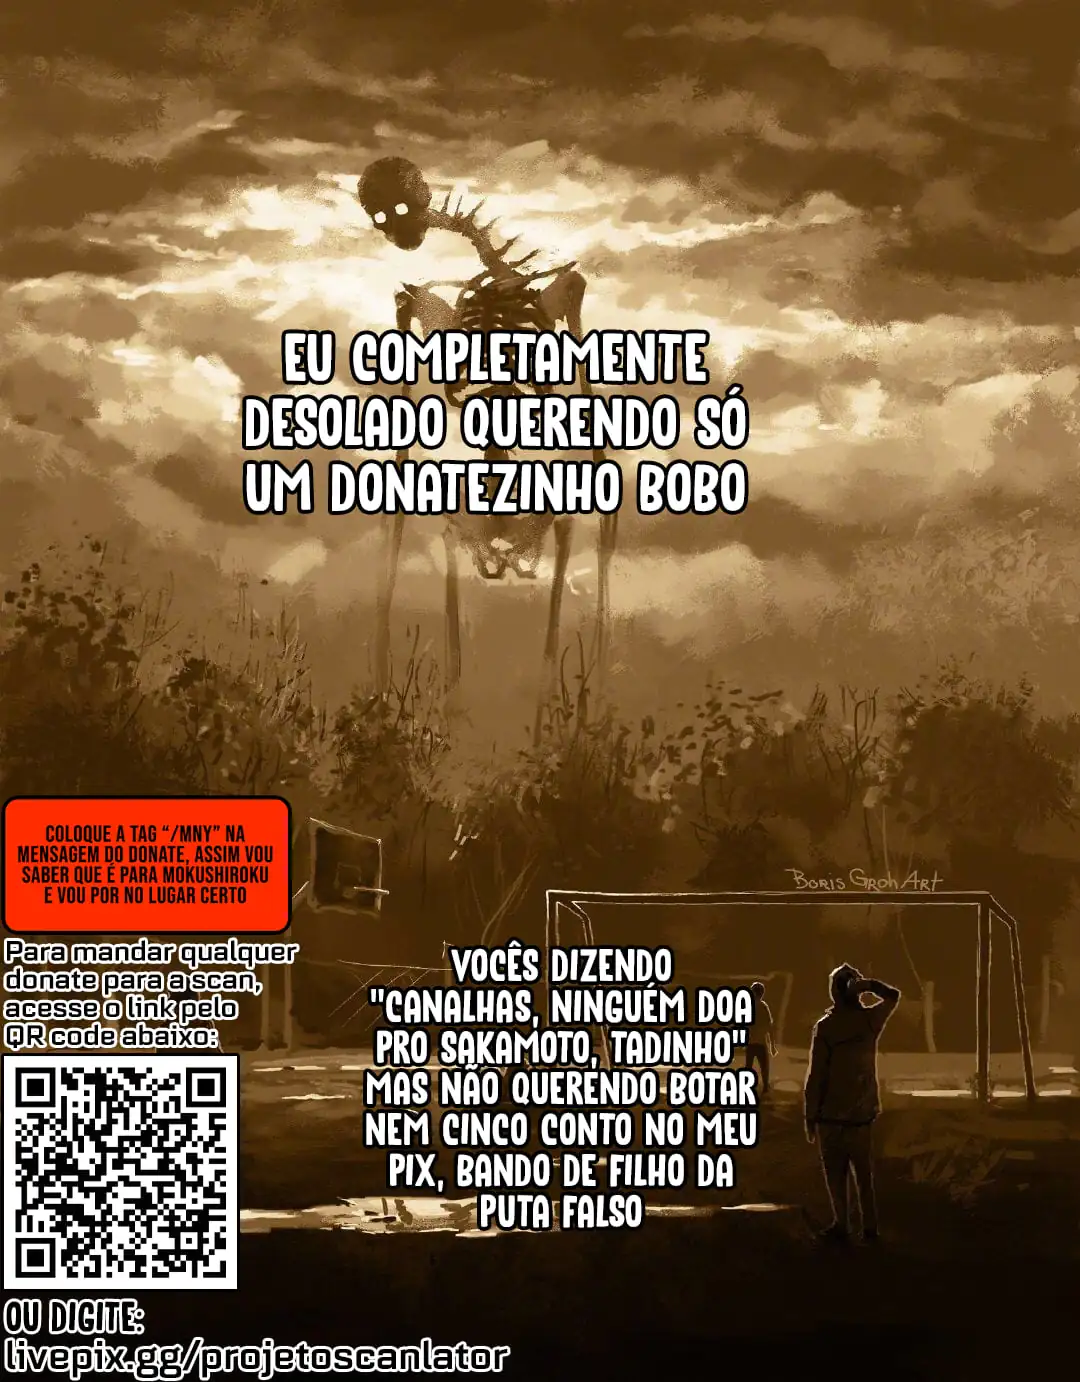 EU COMPLETAMENTE
DESOLADO QUERENDO SÓ
UM DONATEZINHO BOBO
COLOQUE A TAG “/MNY” NA
MENSAGEM DO DONATE, ASSIM VOU
SABER QUE É PARA MOKUSHIROKU
E VOU POR NO LUGAR CERTO
Para mandar qualquer
donate para a scan,
acesse o link pelo
QR code abaixo:
OU DIGITE:
livepix.gg/projetoscanlator
Boris Groh Art
VOCÊS DIZENDO
"CANALHAS, NINGUÉM DOA
PRO SAKAMOTO, TADINHO"
MAS NÃO QUERENDO BOTAR
NEM CINCO CONTO NO MEU
PIX, BANDO DE FILHO DA
PUTA FALSO